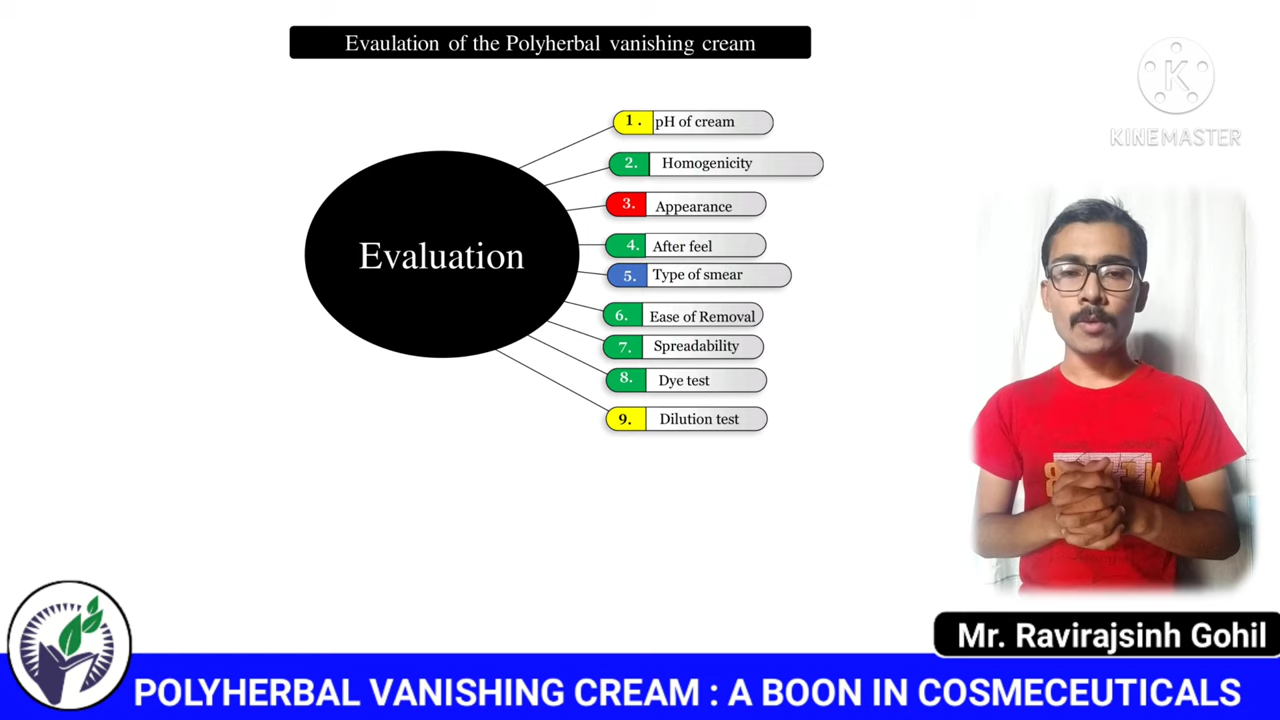 Evaulation of the Polyherbal vanishing cream
KINEMASTER
Evaluation
1. pH of cream
2. Homogenicity
3. Appearance
4. After feel
5. Type of smear
6. Ease of Removal
7. Spreadability
8. Dye test
9. Dilution test
Mr. Ravirajsinh Gohil
POLYHERBAL VANISHING CREAM : A BOON IN COSMECEUTICALS